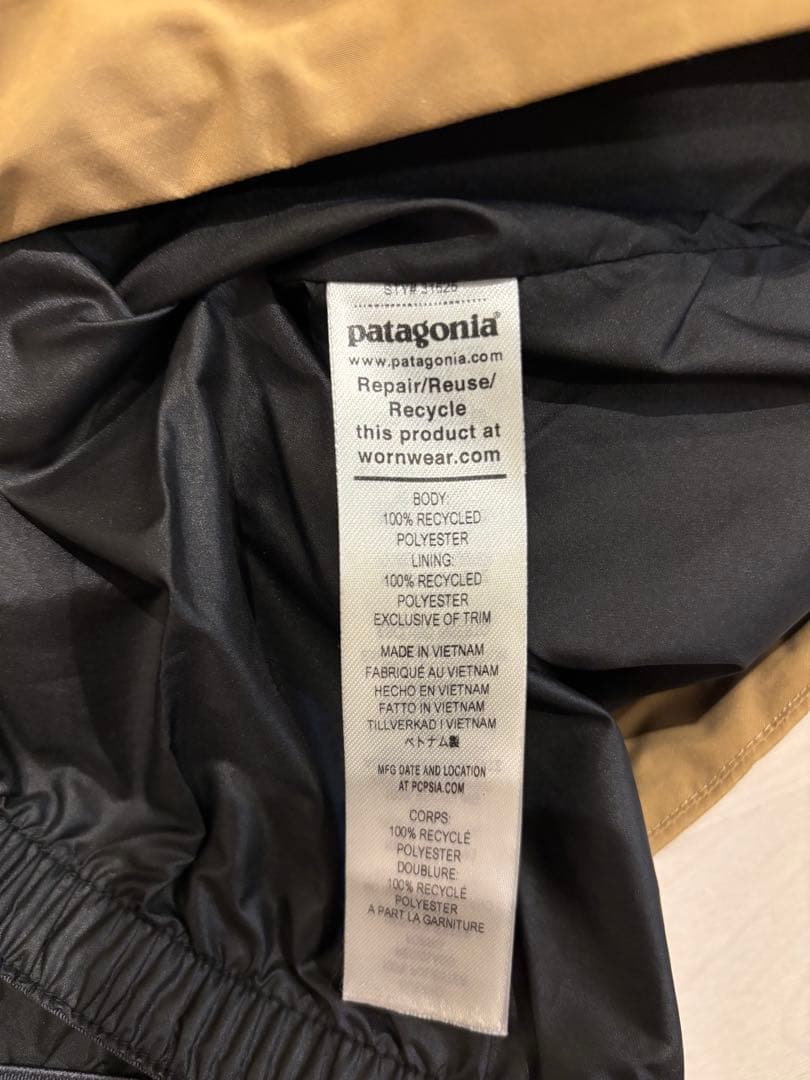 STY# 31525
patagonia®
www.patagonia.com
Repair/Reuse/
Recycle
this product at
wornwear.com
BODY:
100% RECYCLED
POLYESTER
LINING:
100% RECYCLED
POLYESTER
EXCLUSIVE OF TRIM
MADE IN VIETNAM
FABRIQUÉ AU VIETNAM
HECHO EN VIETNAM
FATTO IN VIETNAM
TILLVERKAD I VIETNAM
ベトナム製
MFG DATE AND LOCATION
AT PCPSIA.COM
CORPS:
100% RECYCLÉ
POLYESTER
DOUBLURE:
100% RECYCLÉ
POLYESTER
A PART LA GARNITURE